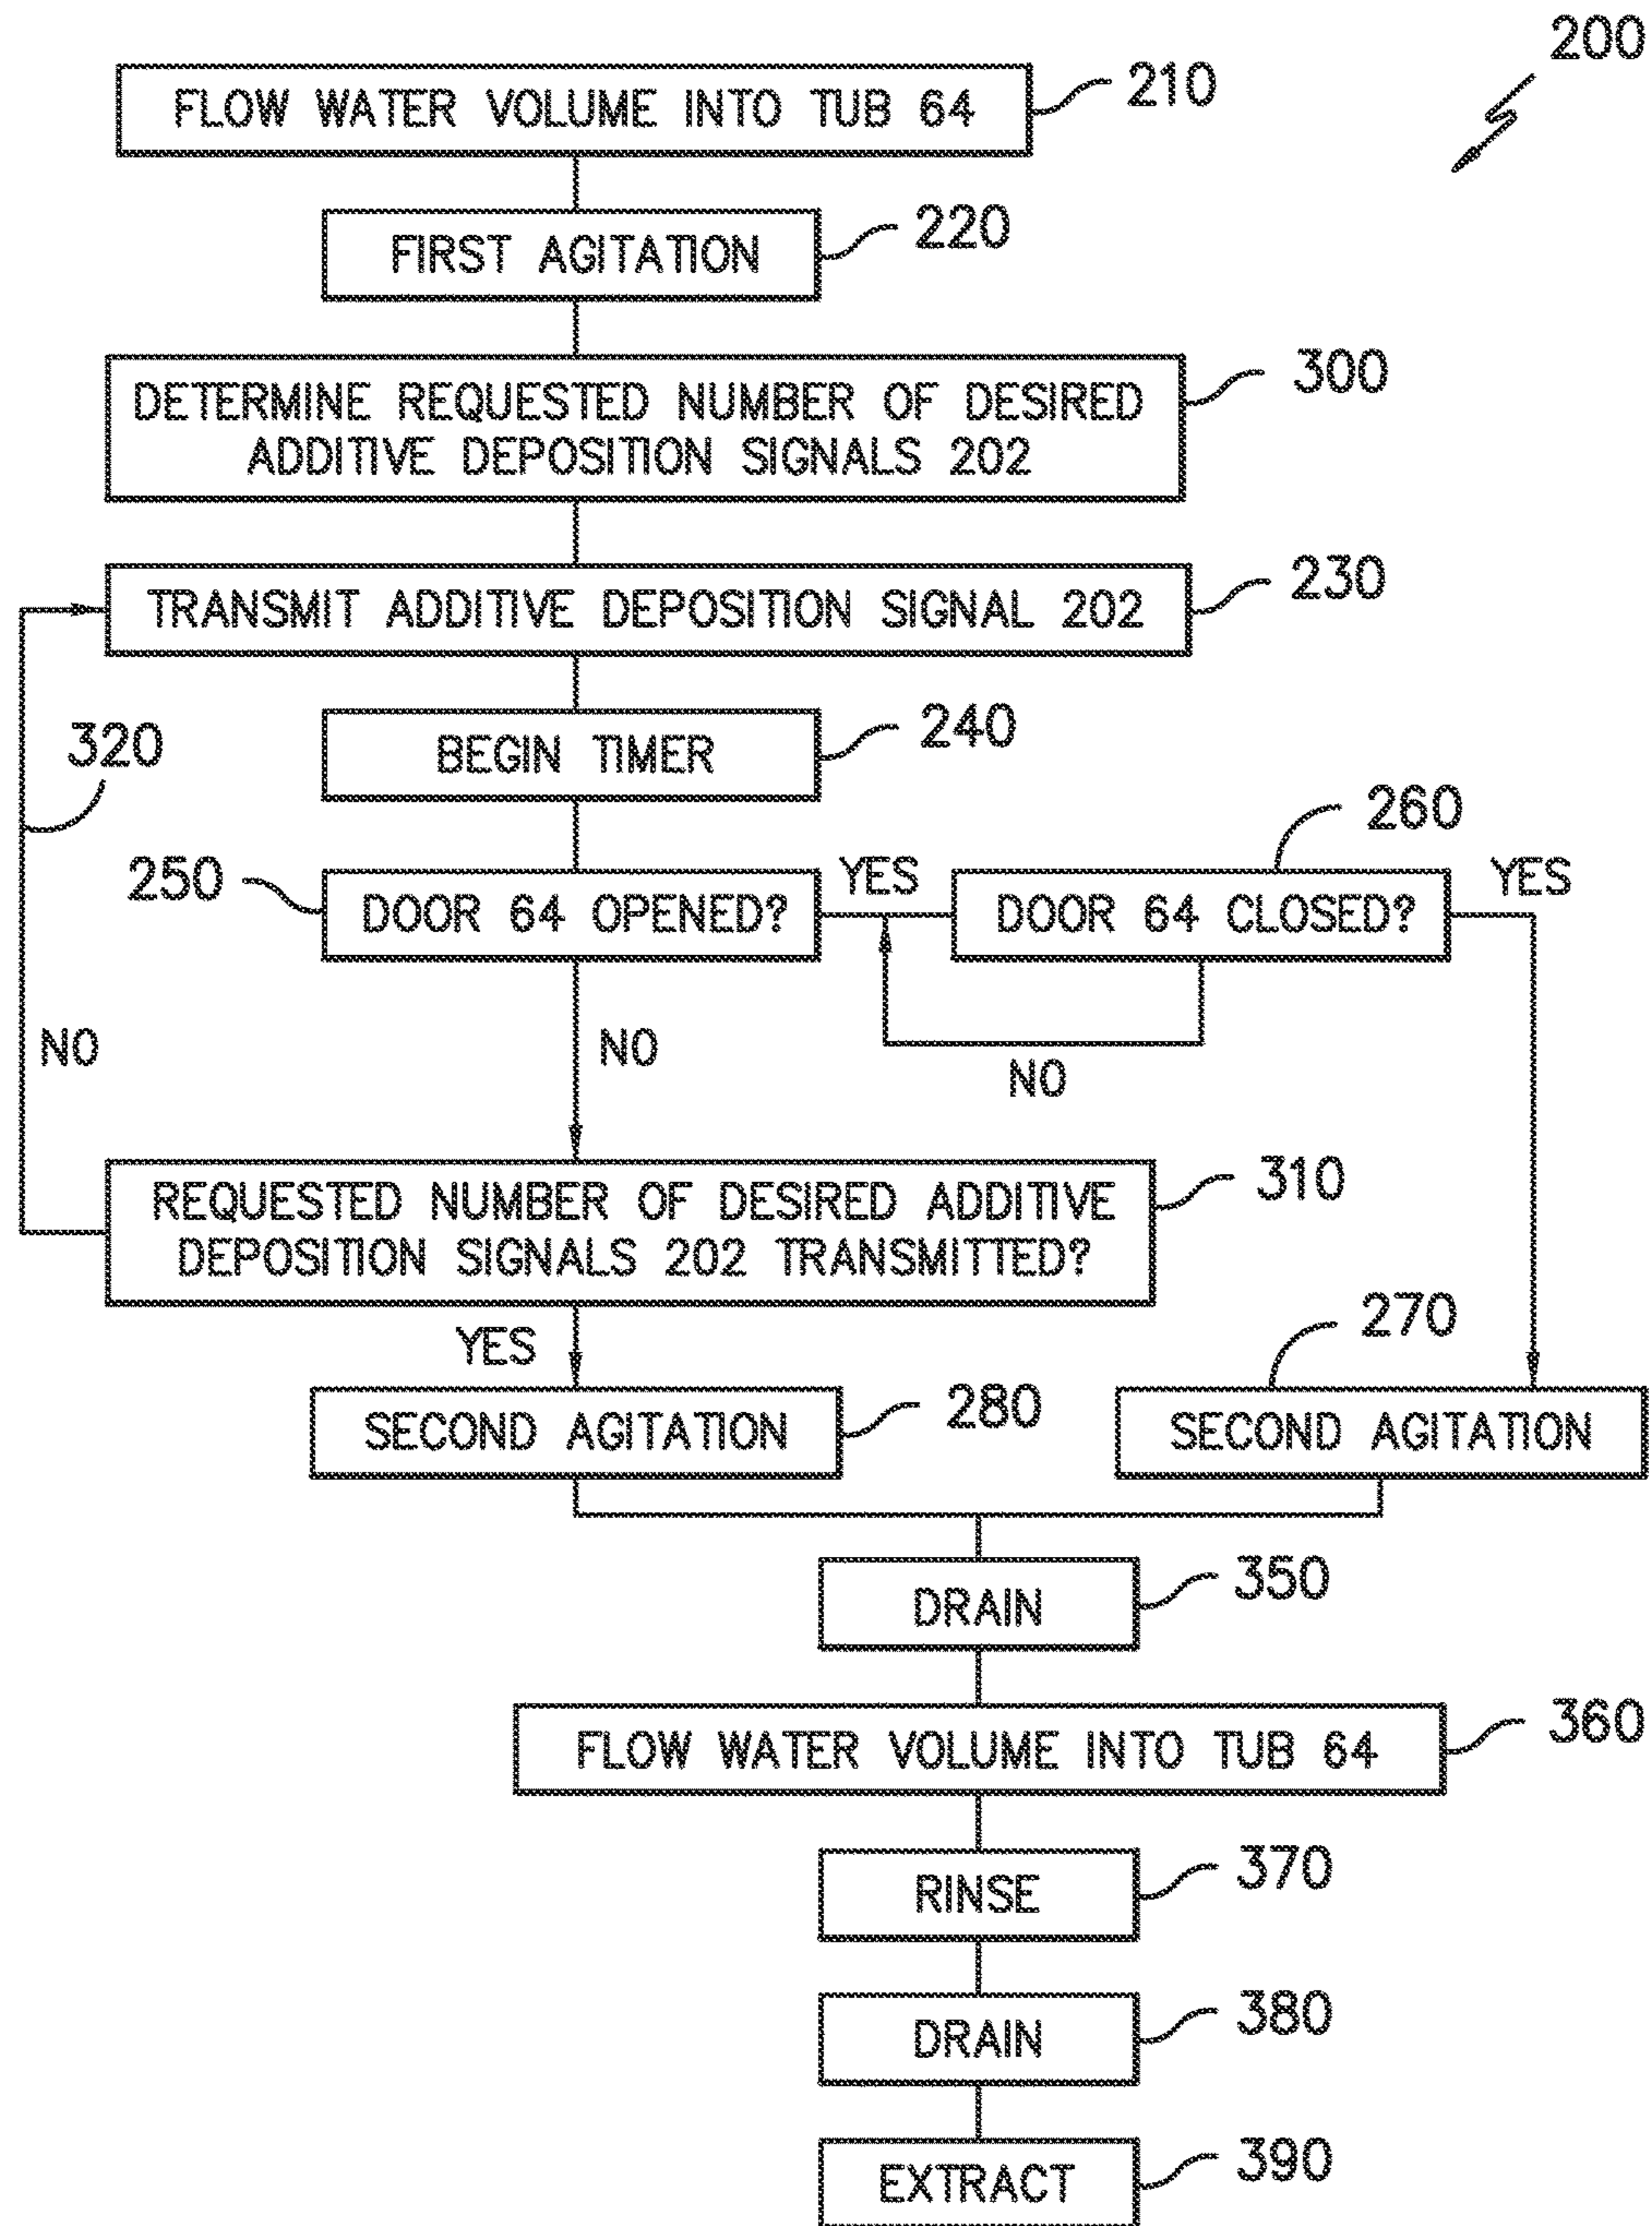 200
FLOW WATER VOLUME INTO TUB 64
210
FIRST AGITATION
220
DETERMINE REQUESTED NUMBER OF DESIRED
ADDITIVE DEPOSITION SIGNALS 202
300
TRANSMIT ADDITIVE DEPOSITION SIGNAL 202
230
BEGIN TIMER
240
320
250
DOOR 64 OPENED?
YES
260
DOOR 64 CLOSED?
YES
NO
NO
NO
REQUESTED NUMBER OF DESIRED ADDITIVE
DEPOSITION SIGNALS 202 TRANSMITTED?
310
YES
SECOND AGITATION
280
270
SECOND AGITATION
DRAIN
350
FLOW WATER VOLUME INTO TUB 64
360
RINSE
370
DRAIN
380
EXTRACT
390